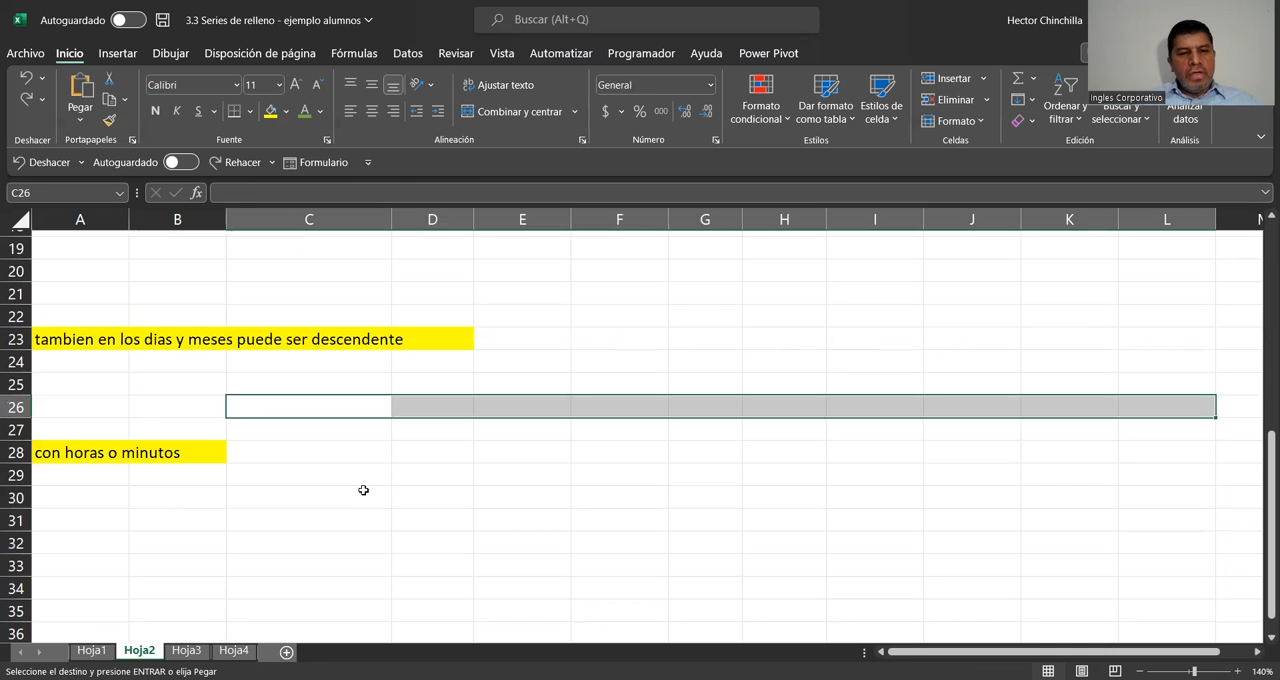 Autoguardado
3.3 Series de relleno - ejemplo alumnos
Buscar (Alt+Q)
Hector Chinchilla
Archivo Inicio Insertar Dibujar Disposición de página Fórmulas Datos Revisar Vista Automatizar Programador Ayuda Power Pivot
Ingles Corporativo
Pegar
Calibri 11
N K S
Ajustar texto
Combinar y centrar
General
$ % 000
Formato condicional
Dar formato como tabla
Estilos de celda
Insertar
Eliminar
Formato
Ordenar y filtrar
Buscar y seleccionar
Analizar datos
Deshacer Portapapeles Fuente Alineación Número Estilos Celdas Edición Análisis
Deshacer Autoguardado Rehacer Formulario
C26 fx
A B C D E F G H I J K L
19
20
21
22
23 tambien en los dias y meses puede ser descendente
24
25
26
27
28 con horas o minutos
29
30
31
32
33
34
35
36
Hoja1 Hoja2 Hoja3 Hoja4
Seleccione el destino y presione ENTRAR o elija Pegar
140%